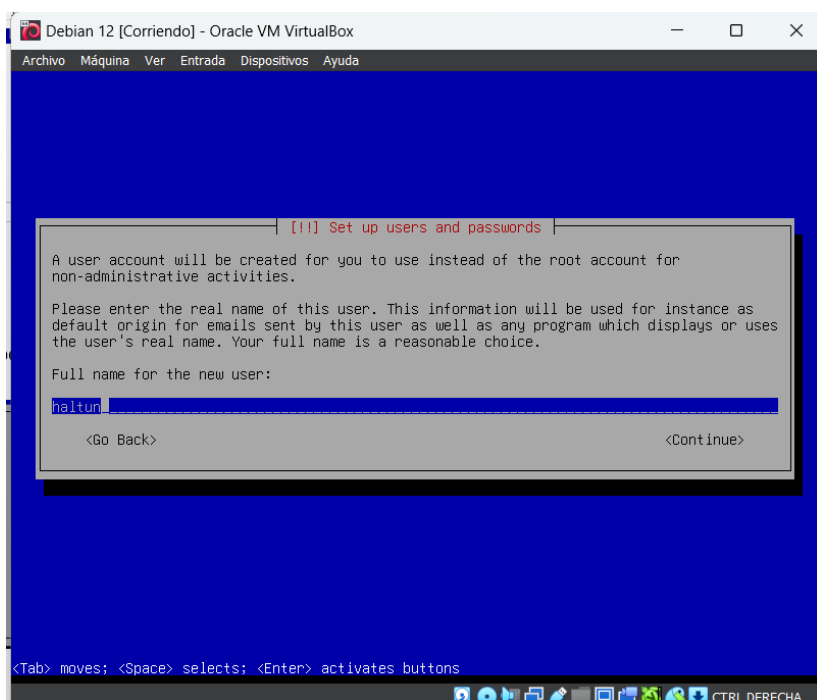 Debian 12 [Corriendo] - Oracle VM VirtualBox
Archivo Máquina Ver Entrada Dispositivos Ayuda
[!!] Set up users and passwords
A user account will be created for you to use instead of the root account for
non-administrative activities.
Please enter the real name of this user. This information will be used for instance as
default origin for emails sent by this user as well as any program which displays or uses
the user's real name. Your full name is a reasonable choice.
Full name for the new user:
haltun
<Go Back> <Continue>
<Tab> moves; <Space> selects; <Enter> activates buttons
CTRL DERECHA